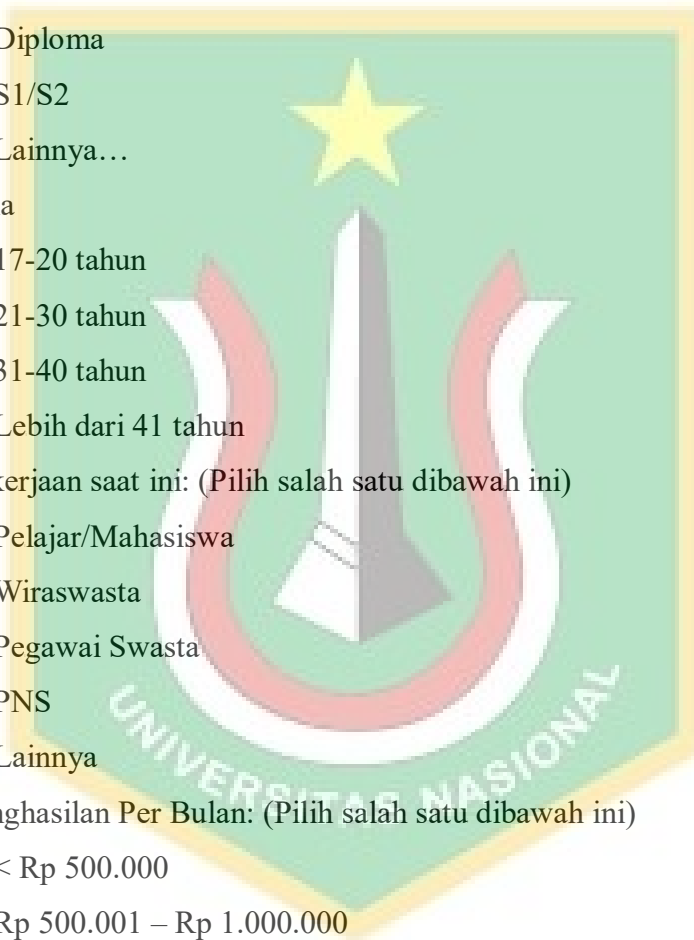 Diploma
S1/S2
Lainnya…
a
17-20 tahun
21-30 tahun
31-40 tahun
Lebih dari 41 tahun
kerjaan saat ini: (Pilih salah satu dibawah ini)
Pelajar/Mahasiswa
Wiraswasta
Pegawai Swasta
PNS
Lainnya
nghasilan Per Bulan: (Pilih salah satu dibawah ini)
< Rp 500.000
Rp 500.001 – Rp 1.000.000
UNIVERSITAS NASIONAL